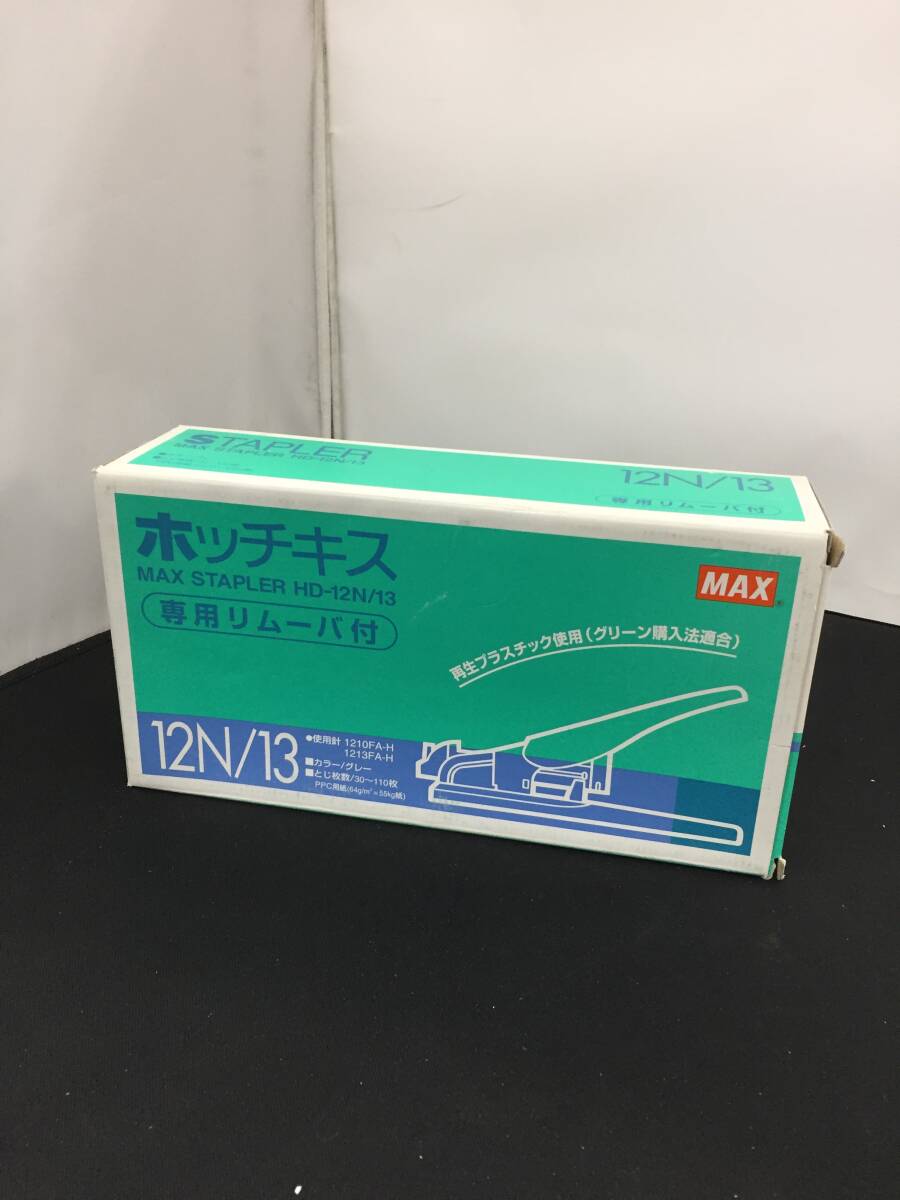 STAPLER
MAX STAPLER HD-12N/13
12N/13
専用リムーバ付
ホッチキス
MAX STAPLER HD-12N/13
専用リムーバ付
MAX
再生プラスチック使用(グリーン購入法適合)
12N/13
●使用針 1210FA-H
1213FA-H
■カラー/グレー
■とじ枚数/30~110枚
PPC用紙(64g/m²=55kg紙)